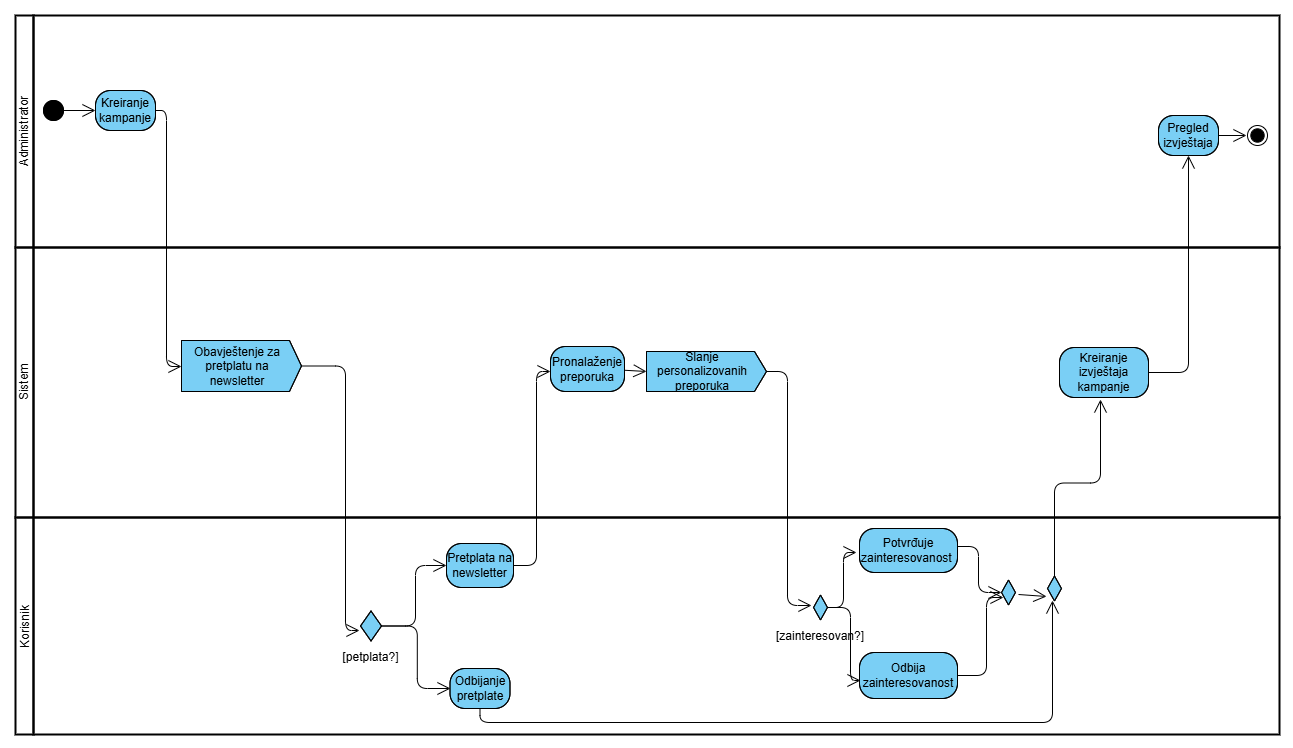 Administrator
Kreiranje
kampanje
Pregled
izvještaja
Sistem
Obavještenje za
pretplatu na
newsletter
Pronalaženje
preporuka
Slanje
personalizovanih
preporuka
Kreiranje
izvještaja
kampanje
Korisnik
[petplata?]
Pretplata na
newsletter
Odbijanje
pretplate
[zainteresovan?]
Potvrđuje
zainteresovanost
Odbija
zainteresovanost